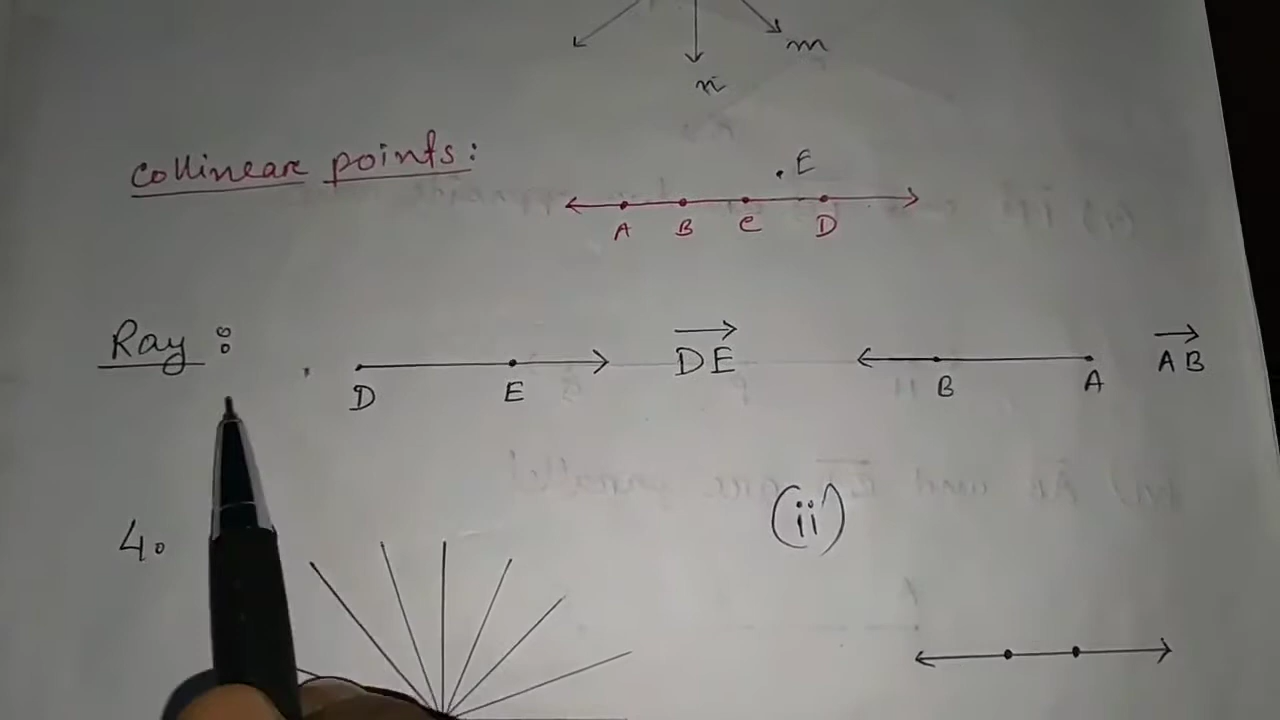 m
n
Collinear points:
.E
A B C D
Ray:
D E DE B A AB
4.
(ii)